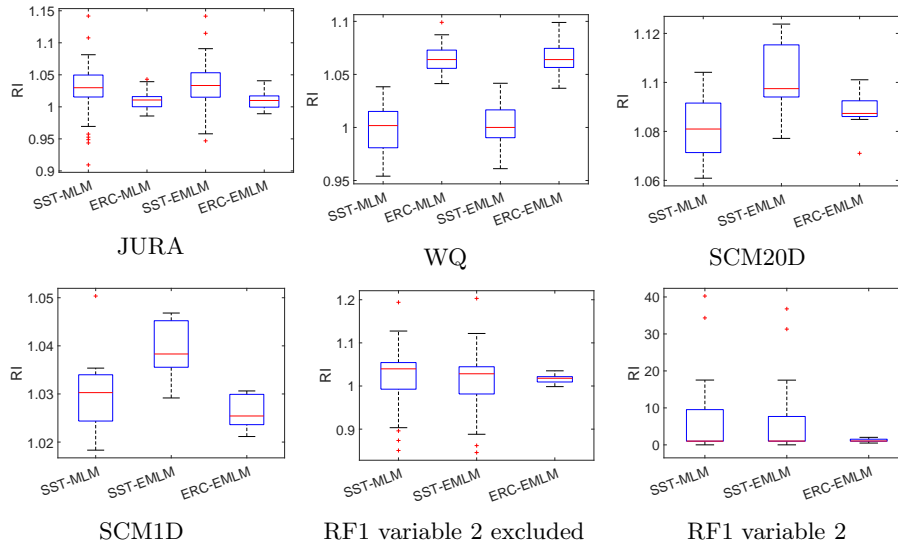 RI
1.15
1.1
1.05
1
0.95
0.9
SST-MLM
ERC-MLM
SST-EMLM
ERC-EMLM
JURA
RI
1.1
1.05
1
0.95
SST-MLM
ERC-MLM
SST-EMLM
ERC-EMLM
WQ
RI
1.12
1.1
1.08
1.06
SST-MLM
SST-EMLM
ERC-EMLM
SCM20D
RI
1.05
1.04
1.03
1.02
SST-MLM
SST-EMLM
ERC-EMLM
SCM1D
RI
1.2
1.1
1
0.9
SST-MLM
SST-EMLM
ERC-EMLM
RF1 variable 2 excluded
RI
40
30
20
10
0
SST-MLM
SST-EMLM
ERC-EMLM
RF1 variable 2